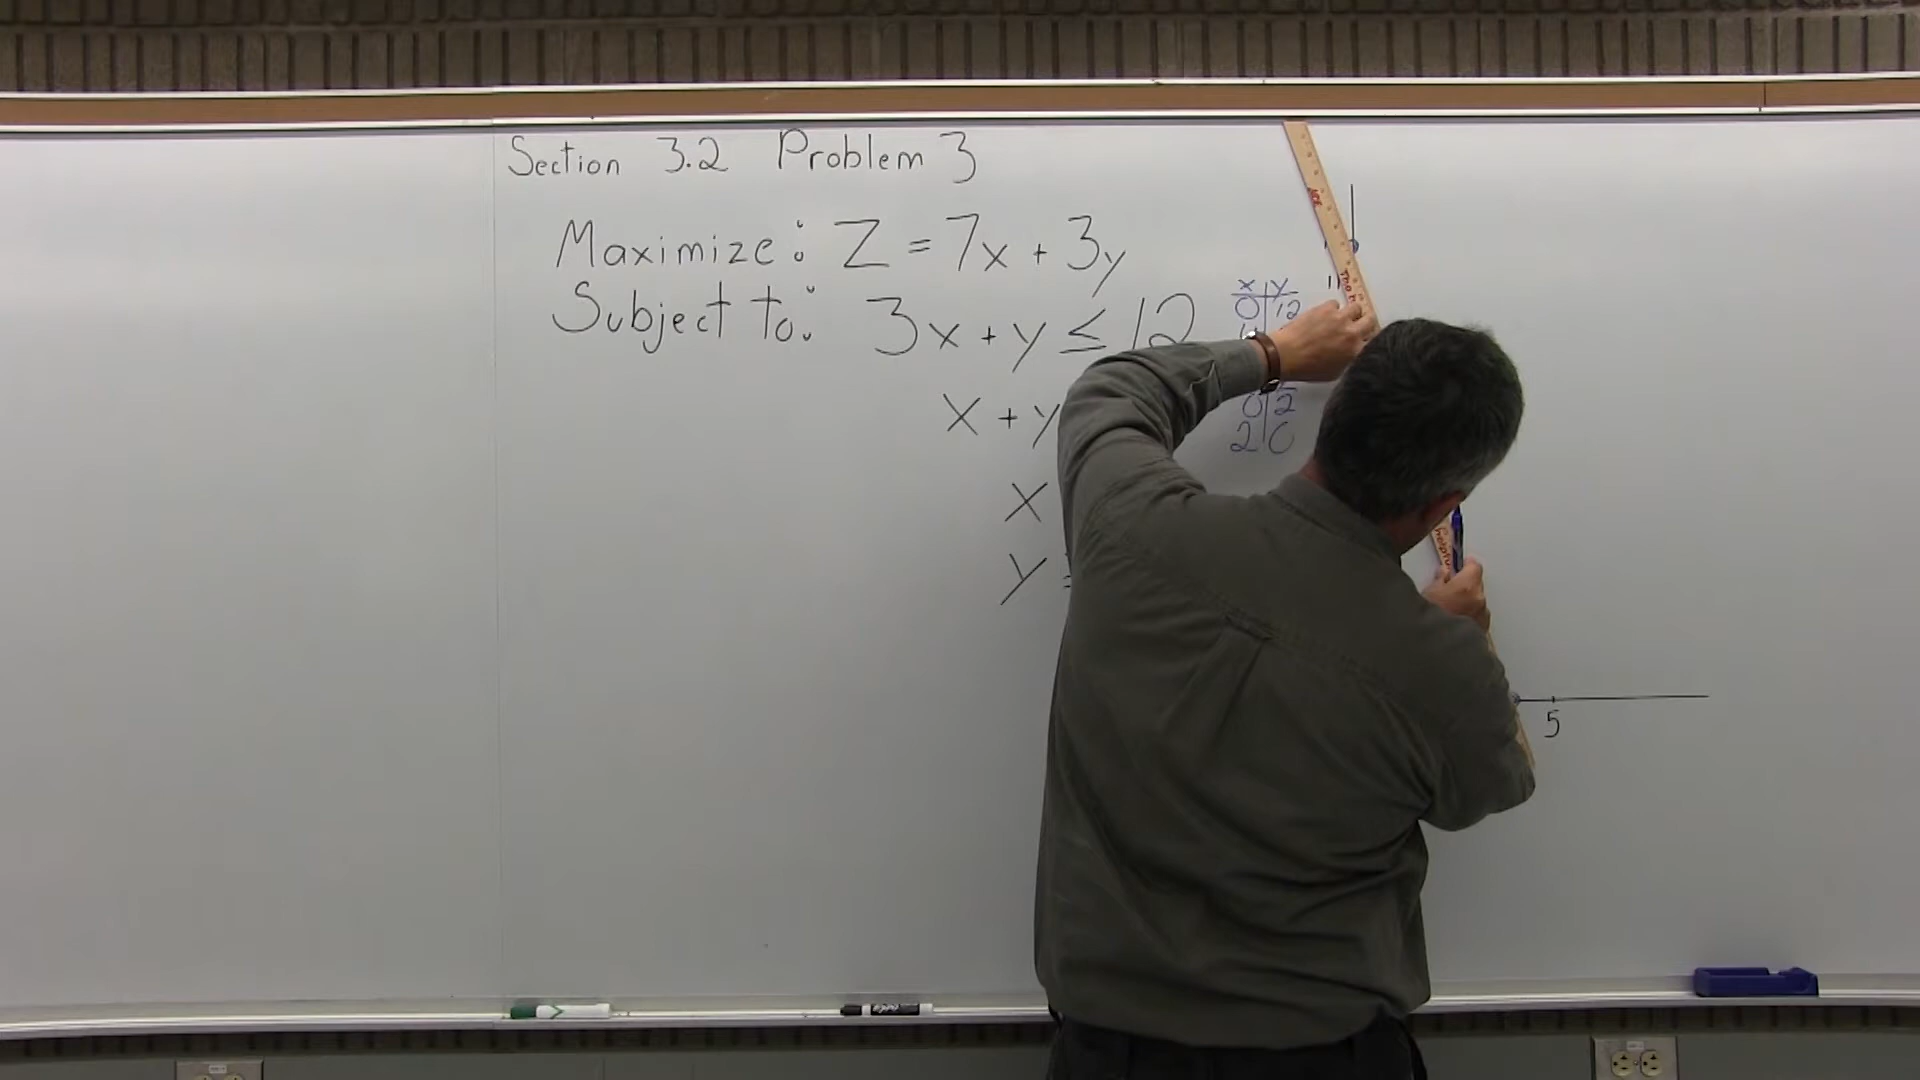 Section 3.2 Problem 3
Maximize: Z = 7x + 3y
Subject to: 3x + y ≤ 12
x + y
x
y
x y
0 12
0 2
2 0
5